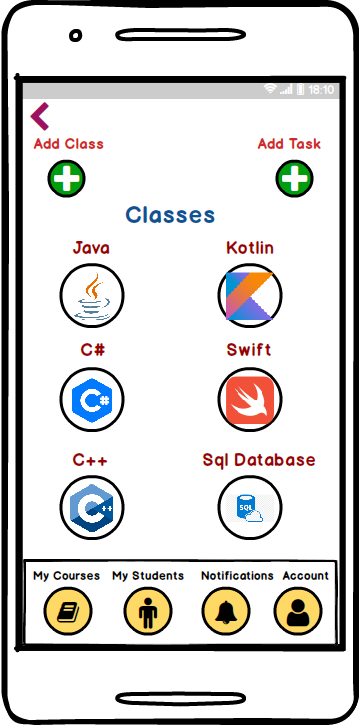 18:10
Add Class Add Task
Classes
Java Kotlin
C# Swift
C#
C++ Sql Database
C++ SQL
My Courses My Students Notifications Account